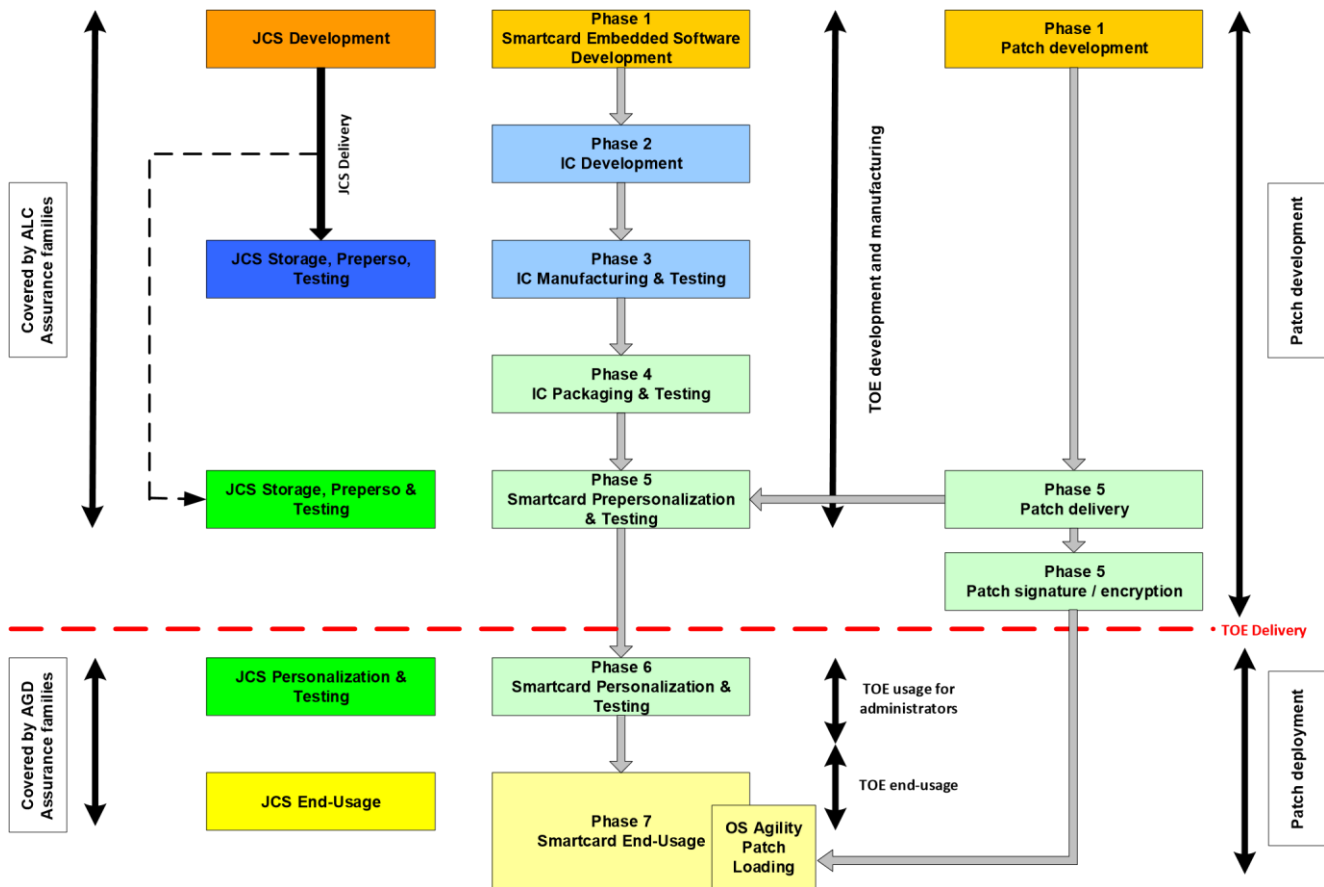 JCS Development
Phase 1
Smartcard Embedded Software
Development
Phase 1
Patch development
JCS Delivery
Phase 2
IC Development
TOE development and manufacturing
Covered by ALC
Assurance families
Patch development
JCS Storage, Preperso,
Testing
Phase 3
IC Manufacturing & Testing
Phase 4
IC Packaging & Testing
JCS Storage, Preperso &
Testing
Phase 5
Smartcard Prepersonalization
& Testing
Phase 5
Patch delivery
Phase 5
Patch signature / encryption
TOE Delivery
Covered by AGD
Assurance families
JCS Personalization &
Testing
Phase 6
Smartcard Personalization &
Testing
TOE usage for
administrators
Patch deployment
JCS End-Usage
TOE end-usage
Phase 7
Smartcard End-Usage
OS Agility
Patch
Loading